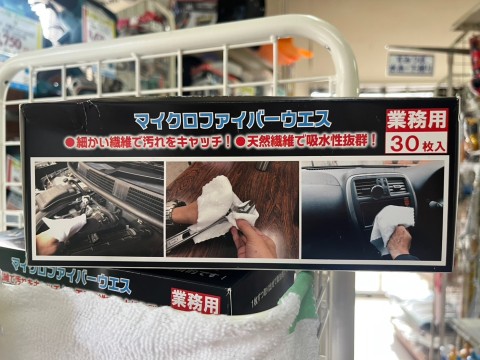 マイクロファイバーウエス
●細かい繊維で汚れをキャッチ！●天然繊維で吸水性抜群！
業務用
30枚入
マイクロファイバーウエス
業務用